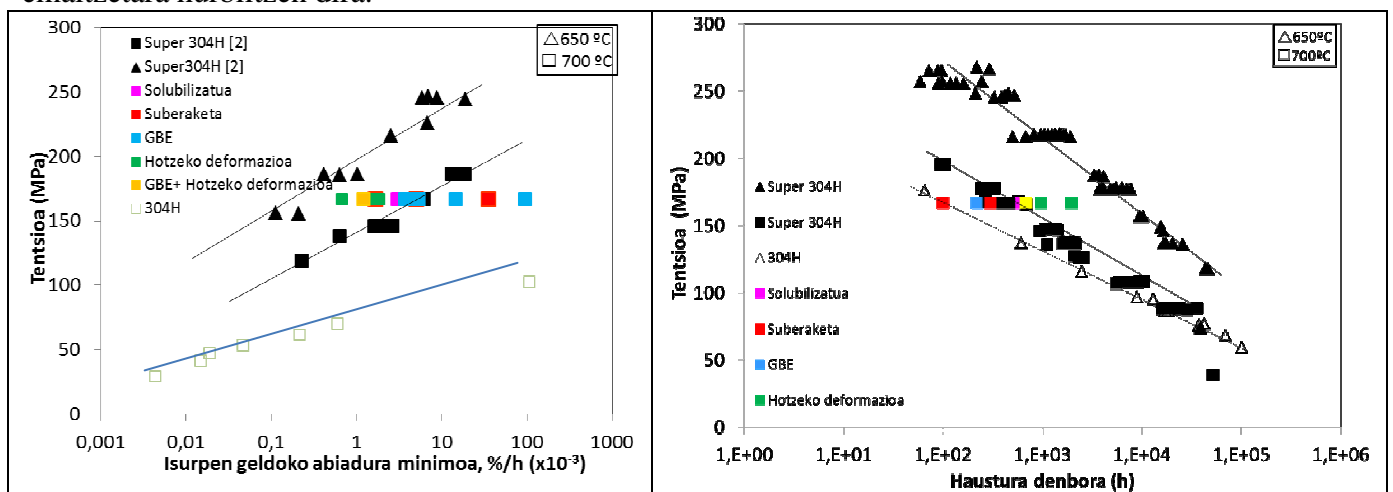 emaitzetara hurbiltzen dira.
300
250
200
150
100
50
0
Tentsioa (MPa)
Super 304H [2]
Super304H [2]
Solubilizatua
Suberaketa
GBE
Hotzeko deformazioa
GBE+ Hotzeko deformazioa
304H
650 ºC
700 ºC
0,001 0,01 0,1 1 10 100 1000
Isurpen geldoko abiadura minimoa, %/h (x10⁻³)
300
250
200
150
100
50
0
Tentsioa (MPa)
650ºC
700ºC
Super 304H
Super 304H
304H
Solubilizatua
Suberaketa
GBE
Hotzeko deformazioa
1,E+00 1,E+01 1,E+02 1,E+03 1,E+04 1,E+05 1,E+06
Haustura denbora (h)